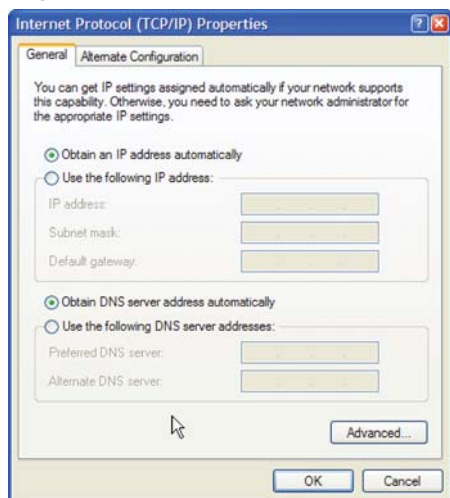 Internet Protocol (TCP/IP) Properties
General
Alternate Configuration
You can get IP settings assigned automatically if your network supports
this capability. Otherwise, you need to ask your network administrator for
the appropriate IP settings.
Obtain an IP address automatically
Use the following IP address:
IP address:
Subnet mask:
Default gateway:
Obtain DNS server address automatically
Use the following DNS server addresses:
Preferred DNS server:
Alternate DNS server:
Advanced...
OK
Cancel